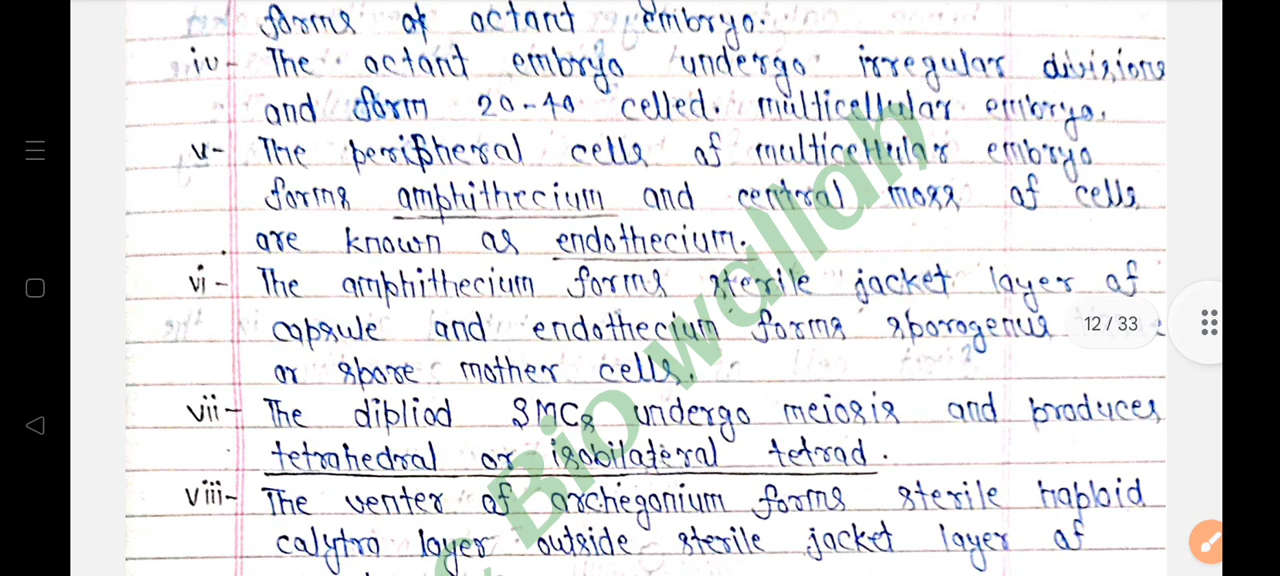 forms of octant embryo.
iv- The octant embryo undergo irregular divisions
and form 20-40 celled. multicellular embryo.
v- The peripheral cells of multicellular embryo
forms amphithecium and central mass of cells
are known as endothecium.
vi- The amphithecium forms sterile jacket layer of
capsule and endothecium forms sporogenus
or spore mother cells.
12 / 33
vii- The dipliod SMCs undergo meiosis and produces
tetrahedral or isobilateral tetrad.
viii- The venter of archegonium forms sterile haploid
calytra layer outside sterile jacket layer of
Bio wallah